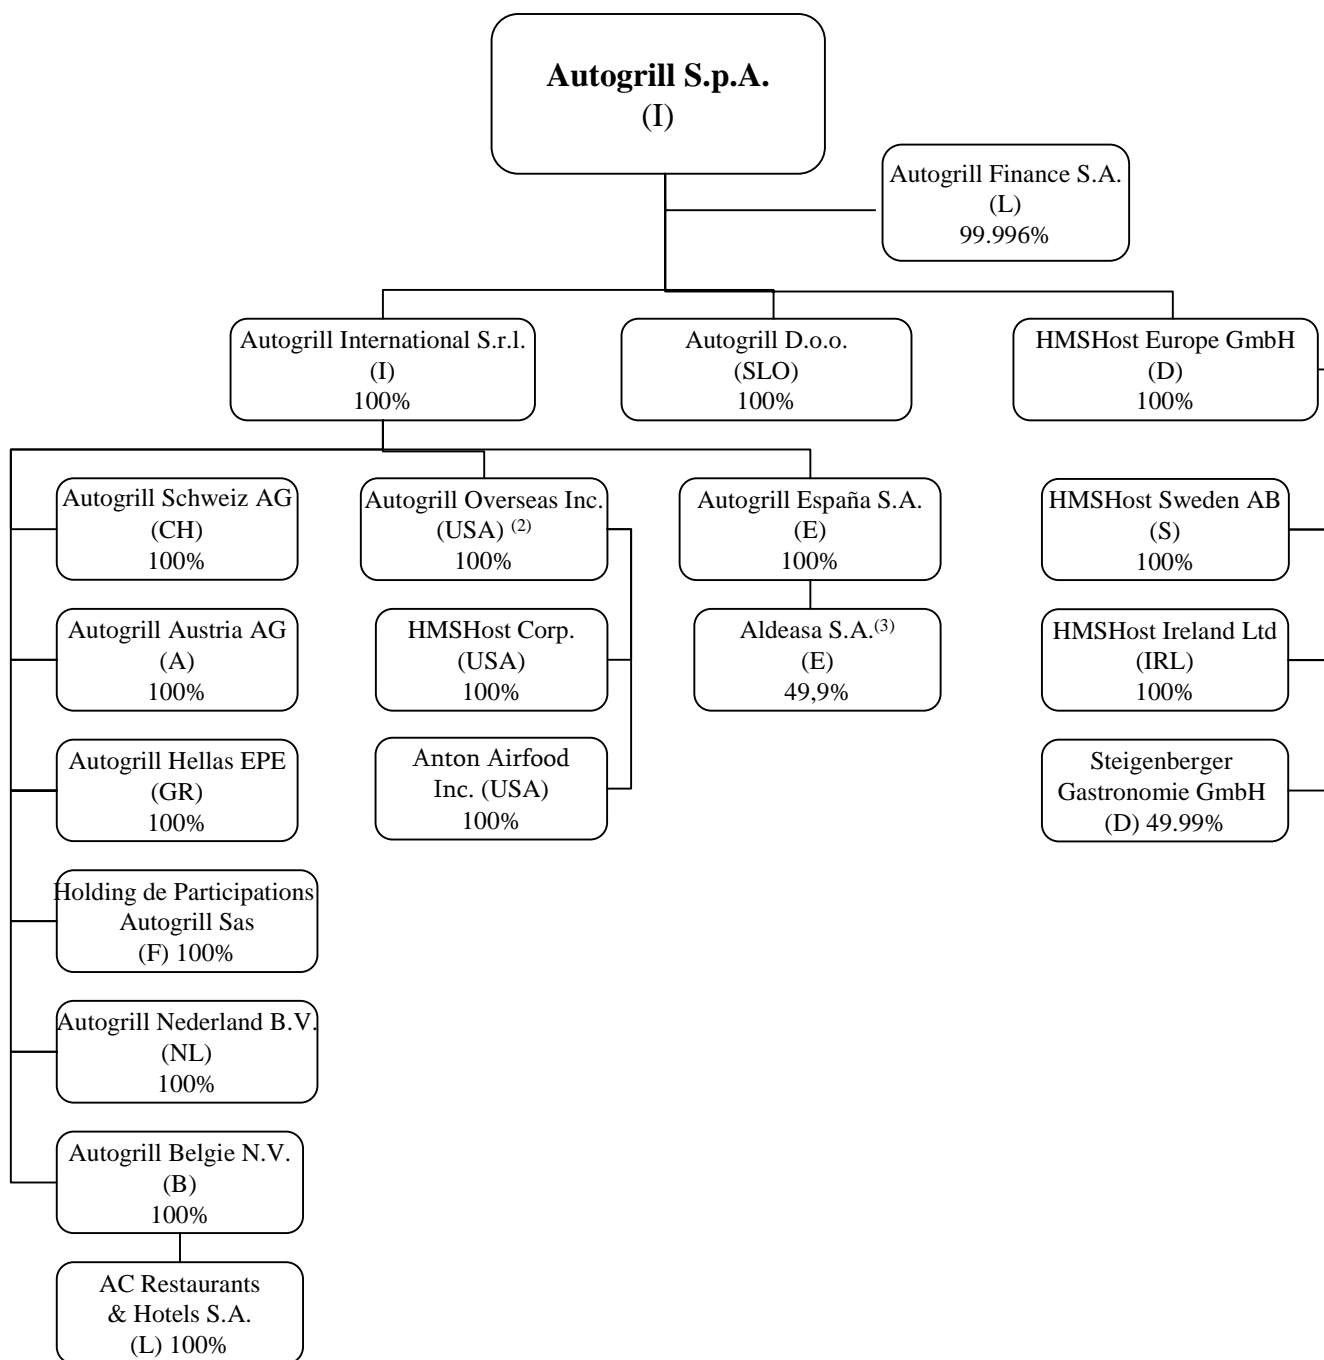 Autogrill S.p.A.
(I)
Autogrill Finance S.A.
(L)
99.996%
Autogrill International S.r.l.
(I)
100%
Autogrill D.o.o.
(SLO)
100%
HMSHost Europe GmbH
(D)
100%
Autogrill Schweiz AG
(CH)
100%
Autogrill Overseas Inc.
(USA) (2)
100%
Autogrill España S.A.
(E)
100%
HMSHost Sweden AB
(S)
100%
Autogrill Austria AG
(A)
100%
HMSHost Corp.
(USA)
100%
Aldeasa S.A.(3)
(E)
49,9%
HMSHost Ireland Ltd
(IRL)
100%
Autogrill Hellas EPE
(GR)
100%
Anton Airfood
Inc. (USA)
100%
Steigenberger
Gastronomie GmbH
(D) 49.99%
Holding de Participations
Autogrill Sas
(F) 100%
Autogrill Nederland B.V.
(NL)
100%
Autogrill Belgie N.V.
(B)
100%
AC Restaurants
& Hotels S.A.
(L) 100%